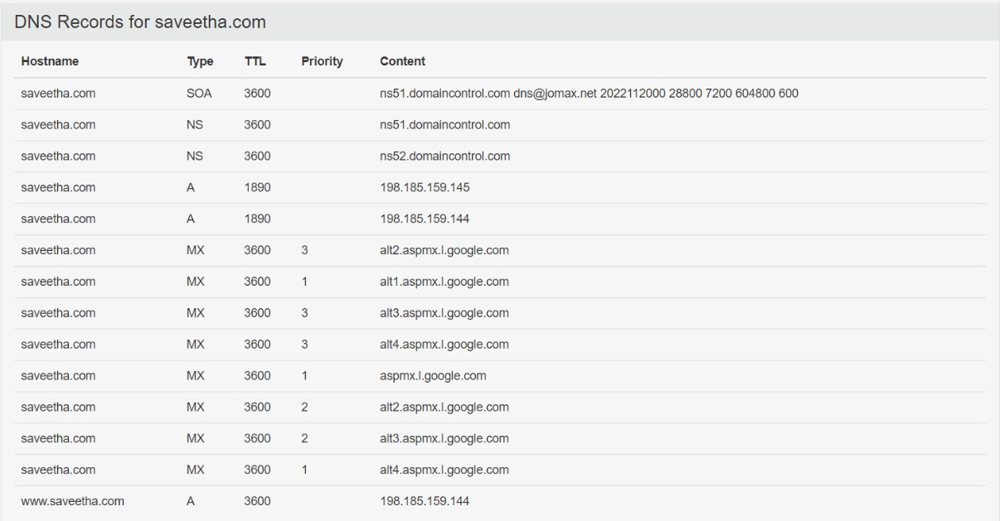 DNS Records for saveetha.com
Hostname Type TTL Priority Content
saveetha.com SOA 3600 ns51.domaincontrol.com dns@jomax.net 2022112000 28800 7200 604800 600
saveetha.com NS 3600 ns51.domaincontrol.com
saveetha.com NS 3600 ns52.domaincontrol.com
saveetha.com A 1890 198.185.159.145
saveetha.com A 1890 198.185.159.144
saveetha.com MX 3600 3 alt2.aspmx.l.google.com
saveetha.com MX 3600 1 alt1.aspmx.l.google.com
saveetha.com MX 3600 3 alt3.aspmx.l.google.com
saveetha.com MX 3600 3 alt4.aspmx.l.google.com
saveetha.com MX 3600 1 aspmx.l.google.com
saveetha.com MX 3600 2 alt2.aspmx.l.google.com
saveetha.com MX 3600 2 alt3.aspmx.l.google.com
saveetha.com MX 3600 1 alt4.aspmx.l.google.com
www.saveetha.com A 3600 198.185.159.144